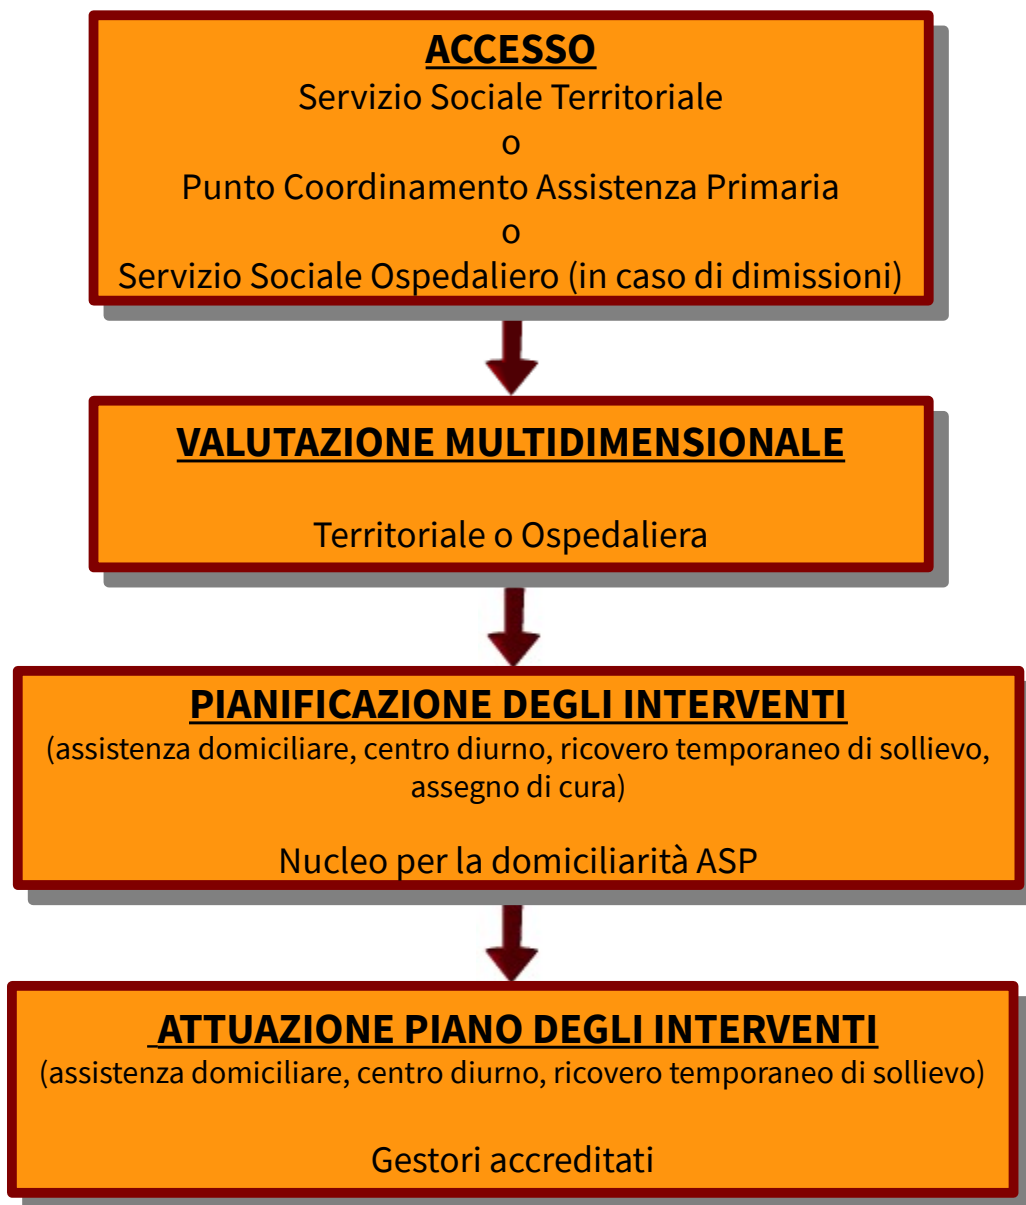 ACCESSO
Servizio Sociale Territoriale
o
Punto Coordinamento Assistenza Primaria
o
Servizio Sociale Ospedaliero (in caso di dimissioni)
VALUTAZIONE MULTIDIMENSIONALE
Territoriale o Ospedaliera
PIANIFICAZIONE DEGLI INTERVENTI
(assistenza domiciliare, centro diurno, ricovero temporaneo di sollievo,
assegno di cura)
Nucleo per la domiciliarità ASP
ATTUAZIONE PIANO DEGLI INTERVENTI
(assistenza domiciliare, centro diurno, ricovero temporaneo di sollievo)
Gestori accreditati